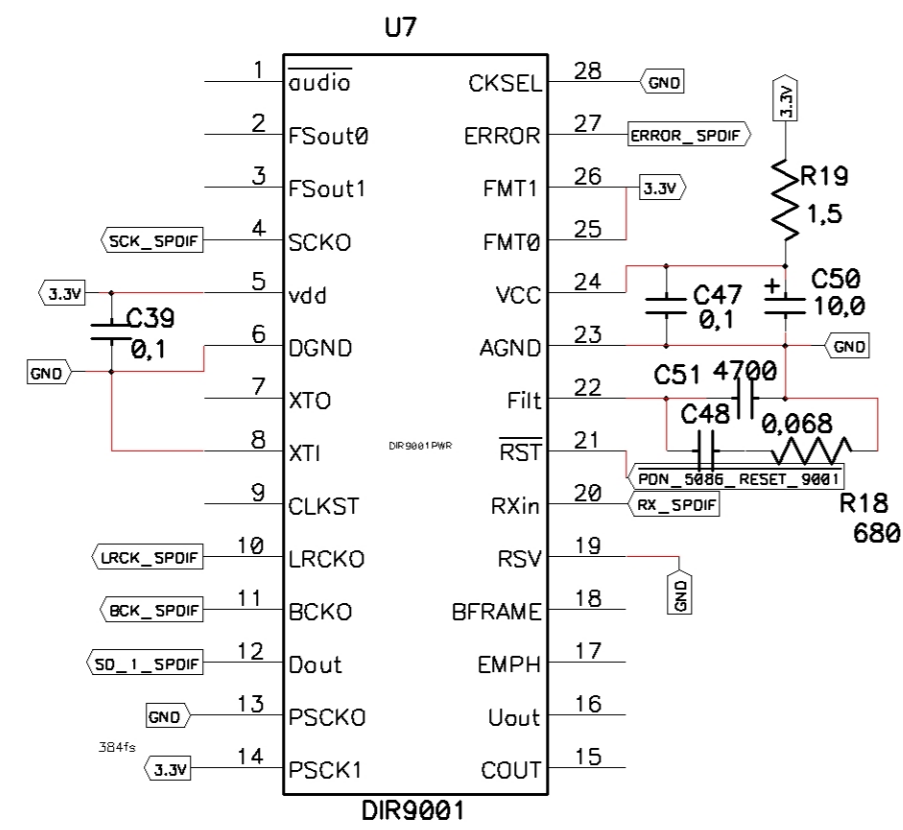 U7
1 audio
2 FSout0
3 FSout1
SCK_SPDIF 4 SCKO
3.3V 5 vdd
C39
0,1
GND 6 DGND
7 XTO
8 XTI
9 CLKST
LRCK_SPDIF 10 LRCKO
BCK_SPDIF 11 BCKO
SD_1_SPDIF 12 Dout
GND 13 PSCK0
384fs
3.3V 14 PSCK1
DIR9001PWR
CKSEL 28 GND
ERROR 27 ERROR_SPDIF
FMT1 26 3.3V
FMT0 25
VCC 24
AGND 23 GND
Filt 22
RST 21 PDN_5086_RESET_9001
RXin 20 RX_SPDIF
RSV 19 GND
BFRAME 18
EMPH 17
Uout 16
COUT 15
3.3V
R19
1,5
C47
0,1
+ C50
10,0
C51 4700
C48 0,068
R18
680
DIR9001